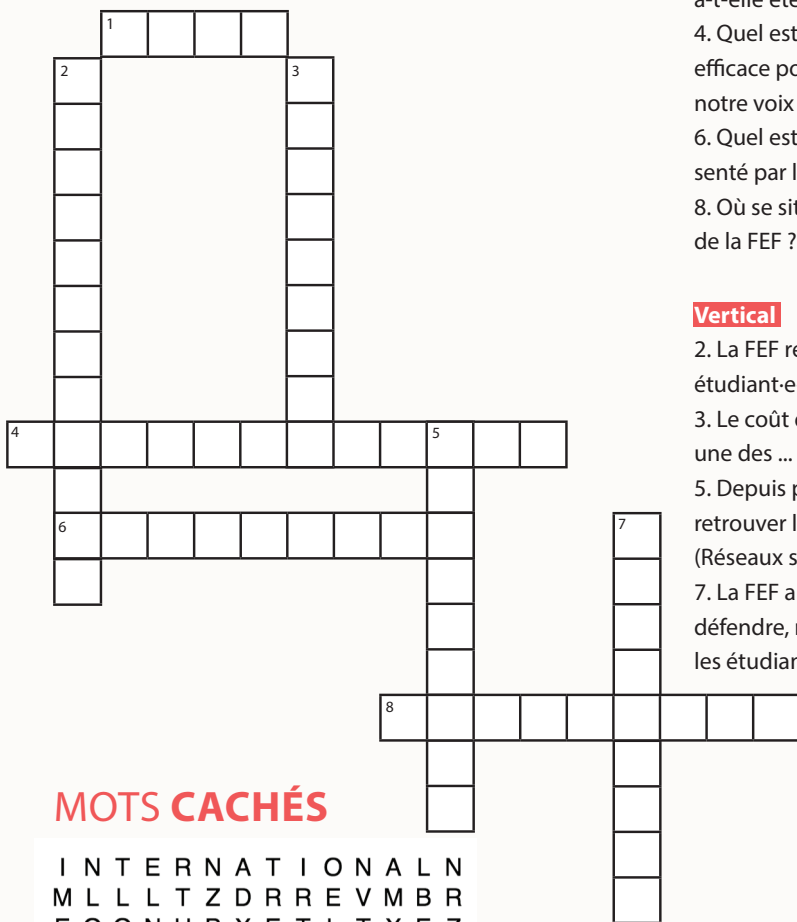 a-t-elle été
4. Quel est
efficace po
notre voix
6. Quel est
senté par l
8. Où se sit
de la FEF ?
Vertical
2. La FEF re
étudiant·e
3. Le coût
une des ...
5. Depuis p
retrouver l
(Réseaux s
7. La FEF a
défendre, 
les étudian
1
2
3
4
5
6
7
8
MOTS CACHÉS
I N T E R N A T I O N A L N
M L L L T Z D R R E V M B R